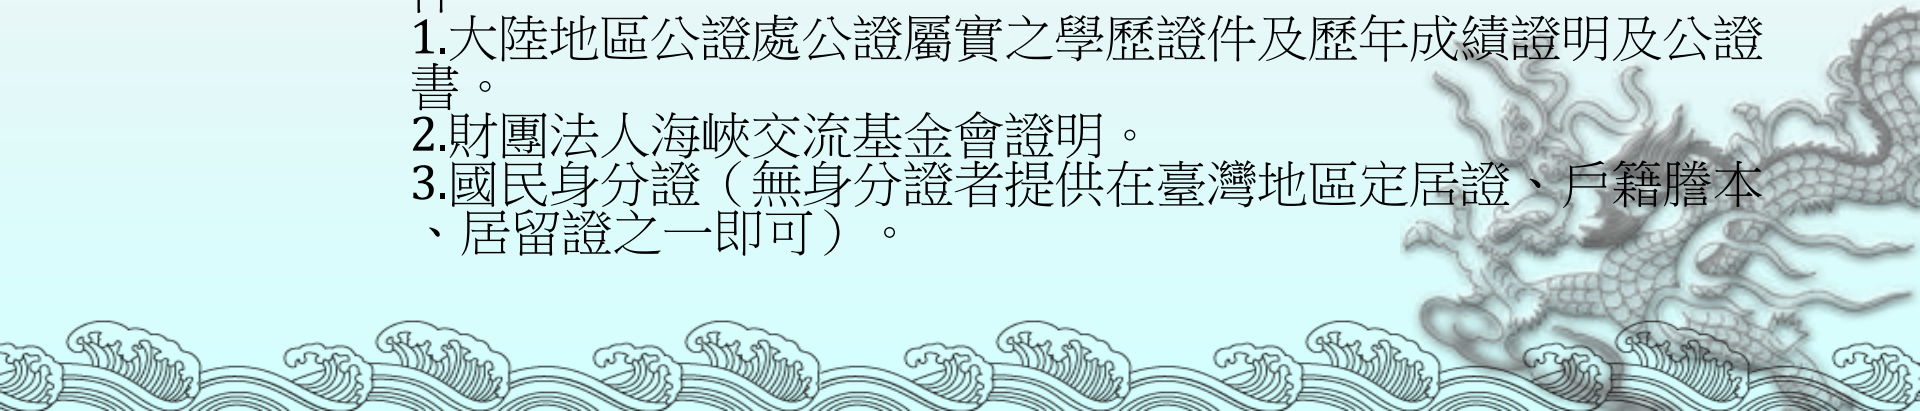 1.大陸地區公證處公證屬實之學歷證件及歷年成績證明及公證
書。
2.財團法人海峽交流基金會證明。
3.國民身分證（無身分證者提供在臺灣地區定居證、戶籍謄本
、居留證之一即可）。